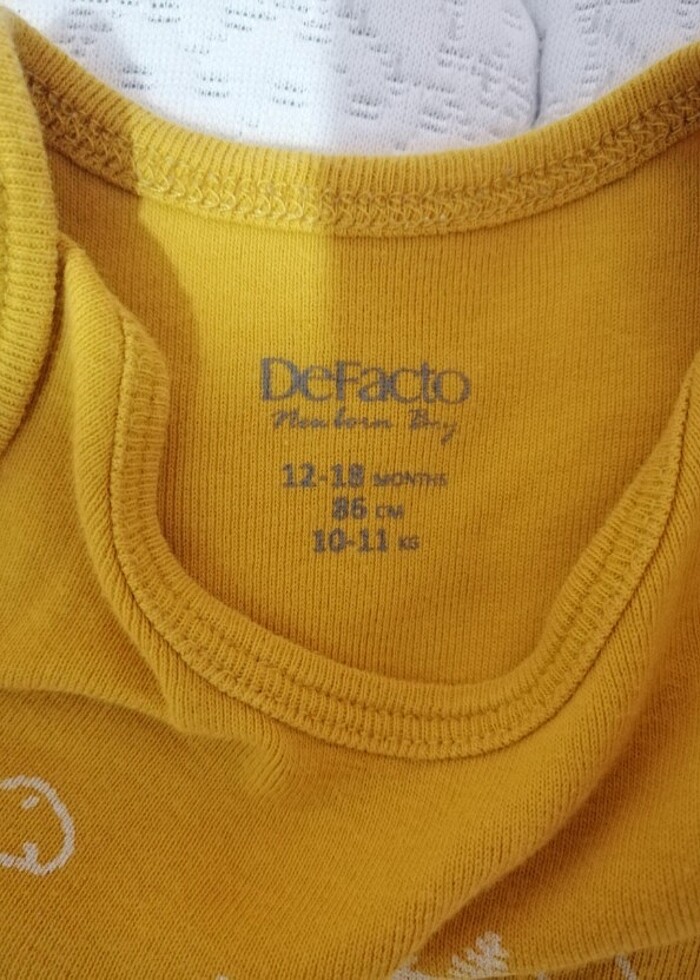 DeFacto
Newborn Boy
12-18 MONTHS
86 CM
10-11 KG